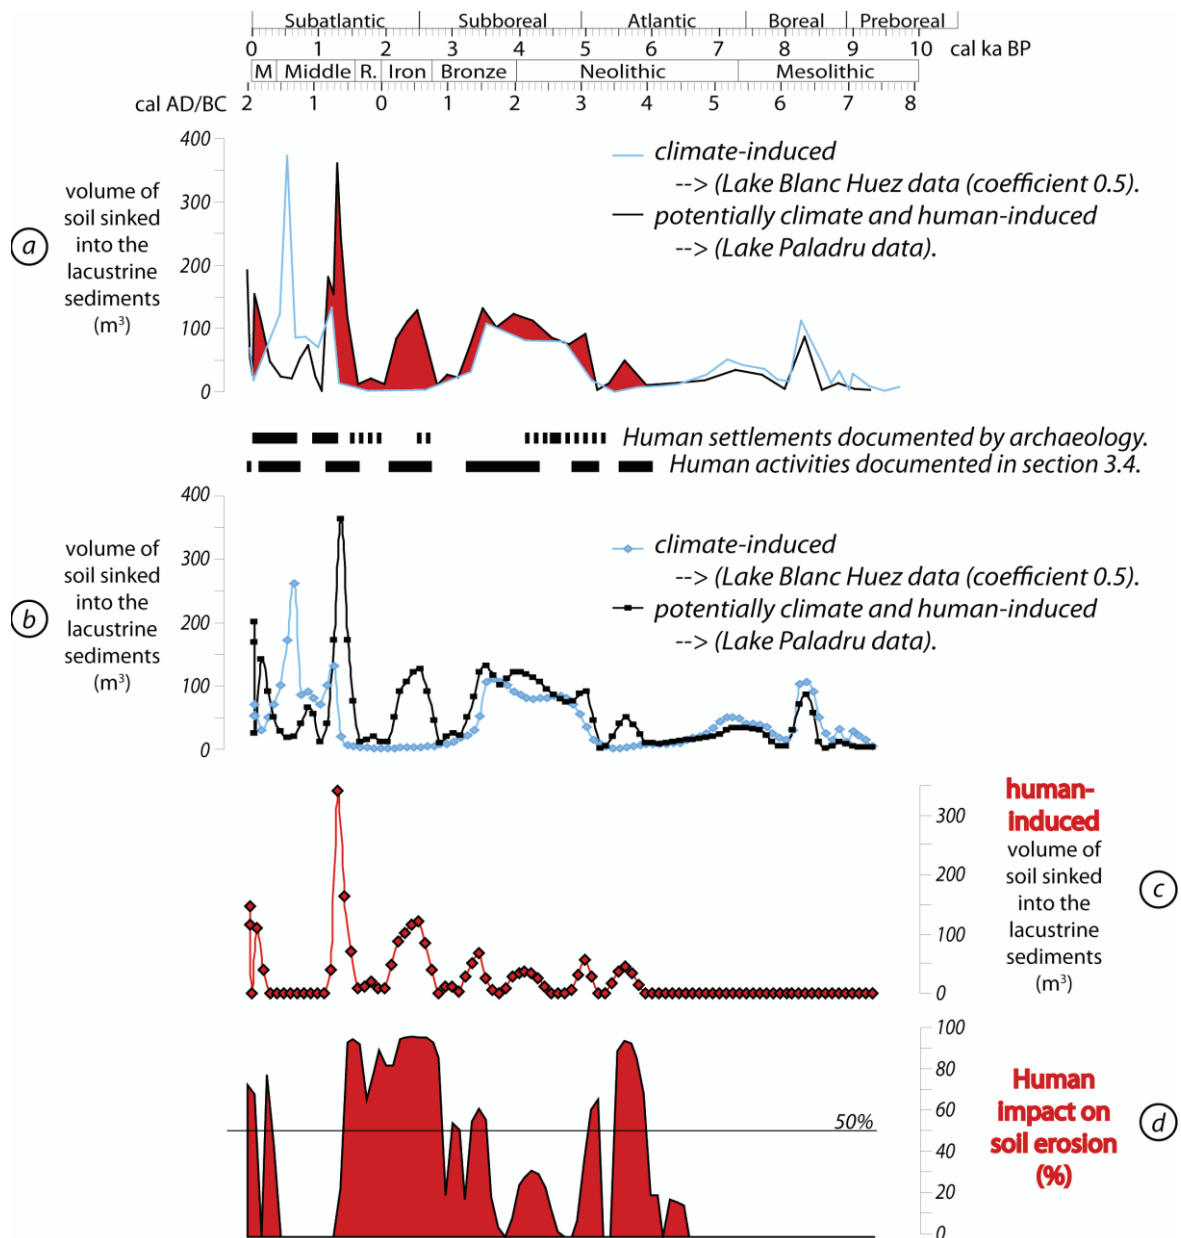 Subatlantic Subboreal Atlantic Boreal Preboreal
0 1 2 3 4 5 6 7 8 9 10 cal ka BP
M Middle R. Iron Bronze Neolithic Mesolithic
cal AD/BC 2 1 0 1 2 3 4 5 6 7 8
a
volume of
soil sinked
into the
lacustrine
sediments
(m³)
400
300
200
100
0
climate-induced
--> (Lake Blanc Huez data (coefficient 0.5).
potentially climate and human-induced
--> (Lake Paladru data).
Human settlements documented by archaeology.
Human activities documented in section 3.4.
b
volume of
soil sinked
into the
lacustrine
sediments
(m³)
400
300
200
100
0
climate-induced
--> (Lake Blanc Huez data (coefficient 0.5).
potentially climate and human-induced
--> (Lake Paladru data).
300
200
100
0
human-
induced
volume of
soil sinked
into the
lacustrine
sediments
(m³)
c
100
80
60
40
20
0
50%
Human
impact on
soil erosion
(%)
d